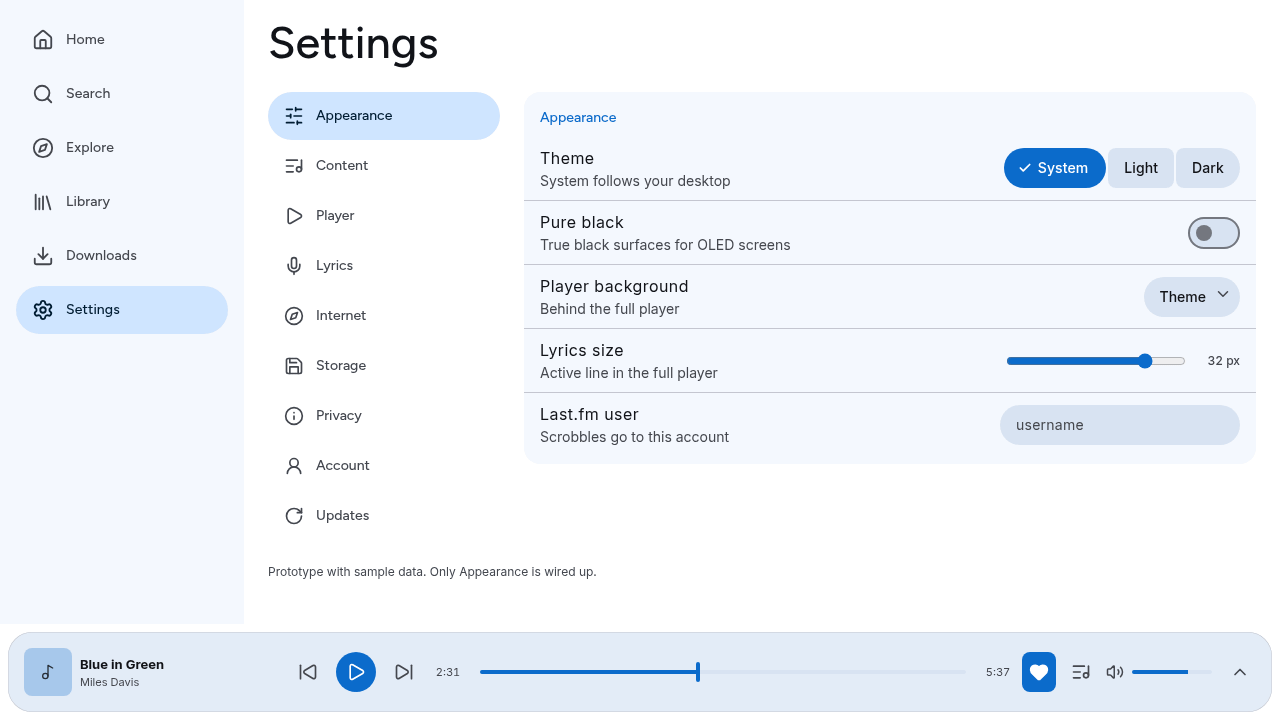 Home
Search
Explore
Library
Downloads
Settings
Settings
Appearance
Content
Player
Lyrics
Internet
Storage
Privacy
Account
Updates
Appearance
Theme
System follows your desktop
System Light Dark
Pure black
True black surfaces for OLED screens
Player background
Behind the full player
Theme
Lyrics size
Active line in the full player
32 px
Last.fm user
Scrobbles go to this account
username
Prototype with sample data. Only Appearance is wired up.
Blue in Green
Miles Davis
2:31
5:37